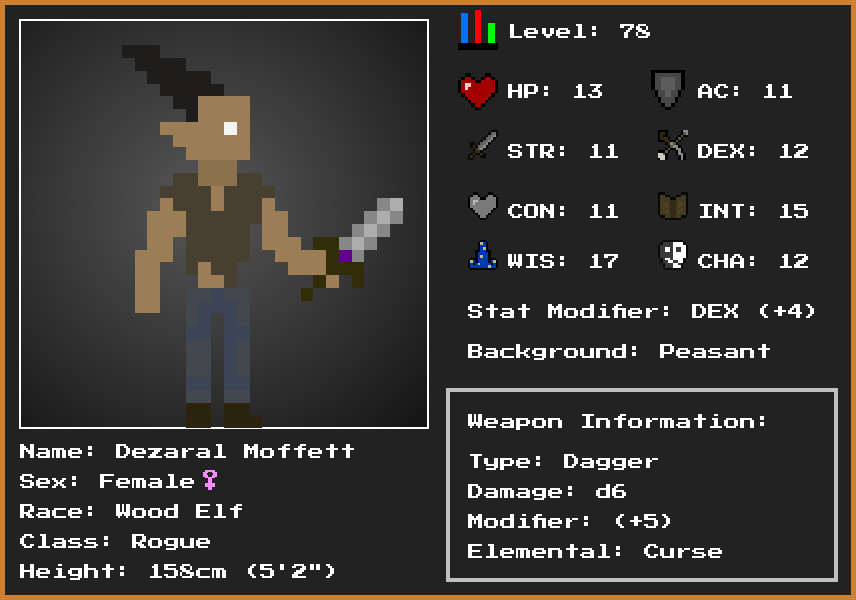 Level: 78
HP: 13
AC: 11
STR: 11
DEX: 12
CON: 11
INT: 15
WIS: 17
CHA: 12
Stat Modifier: DEX (+4)
Background: Peasant
Weapon Information:
Type: Dagger
Damage: d6
Modifier: (+5)
Elemental: Curse
Name: Dezaral Moffett
Sex: Female♀
Race: Wood Elf
Class: Rogue
Height: 158cm (5'2")